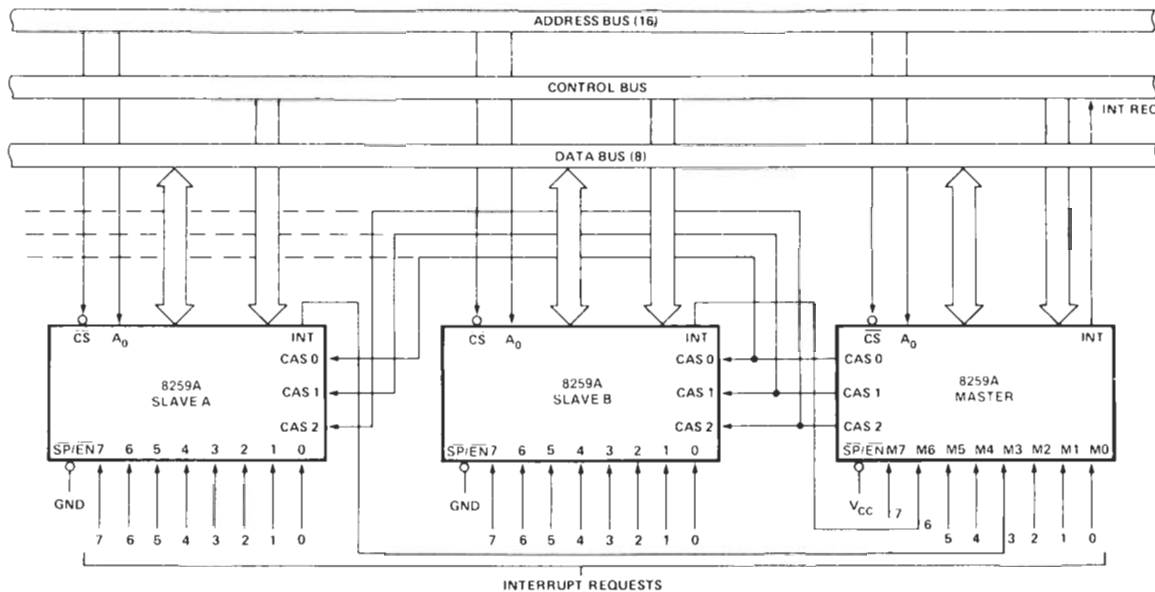 ADDRESS BUS (16)
CONTROL BUS
INT REQ
DATA BUS (8)
CS A0 INT
CAS 0
8259A
SLAVE A
CAS 1
CAS 2
SP/EN 7 6 5 4 3 2 1 0
GND
7 6 5 4 3 2 1 0
CS A0 INT
CAS 0
8259A
SLAVE B
CAS 1
CAS 2
SP/EN 7 6 5 4 3 2 1 0
GND
7 6 5 4 3 2 1 0
CS A0 INT
CAS 0
CAS 1
8259A
MASTER
CAS 2
SP/EN M7 M6 M5 M4 M3 M2 M1 M0
VCC
7 6 5 4 3 2 1 0
INTERRUPT REQUESTS